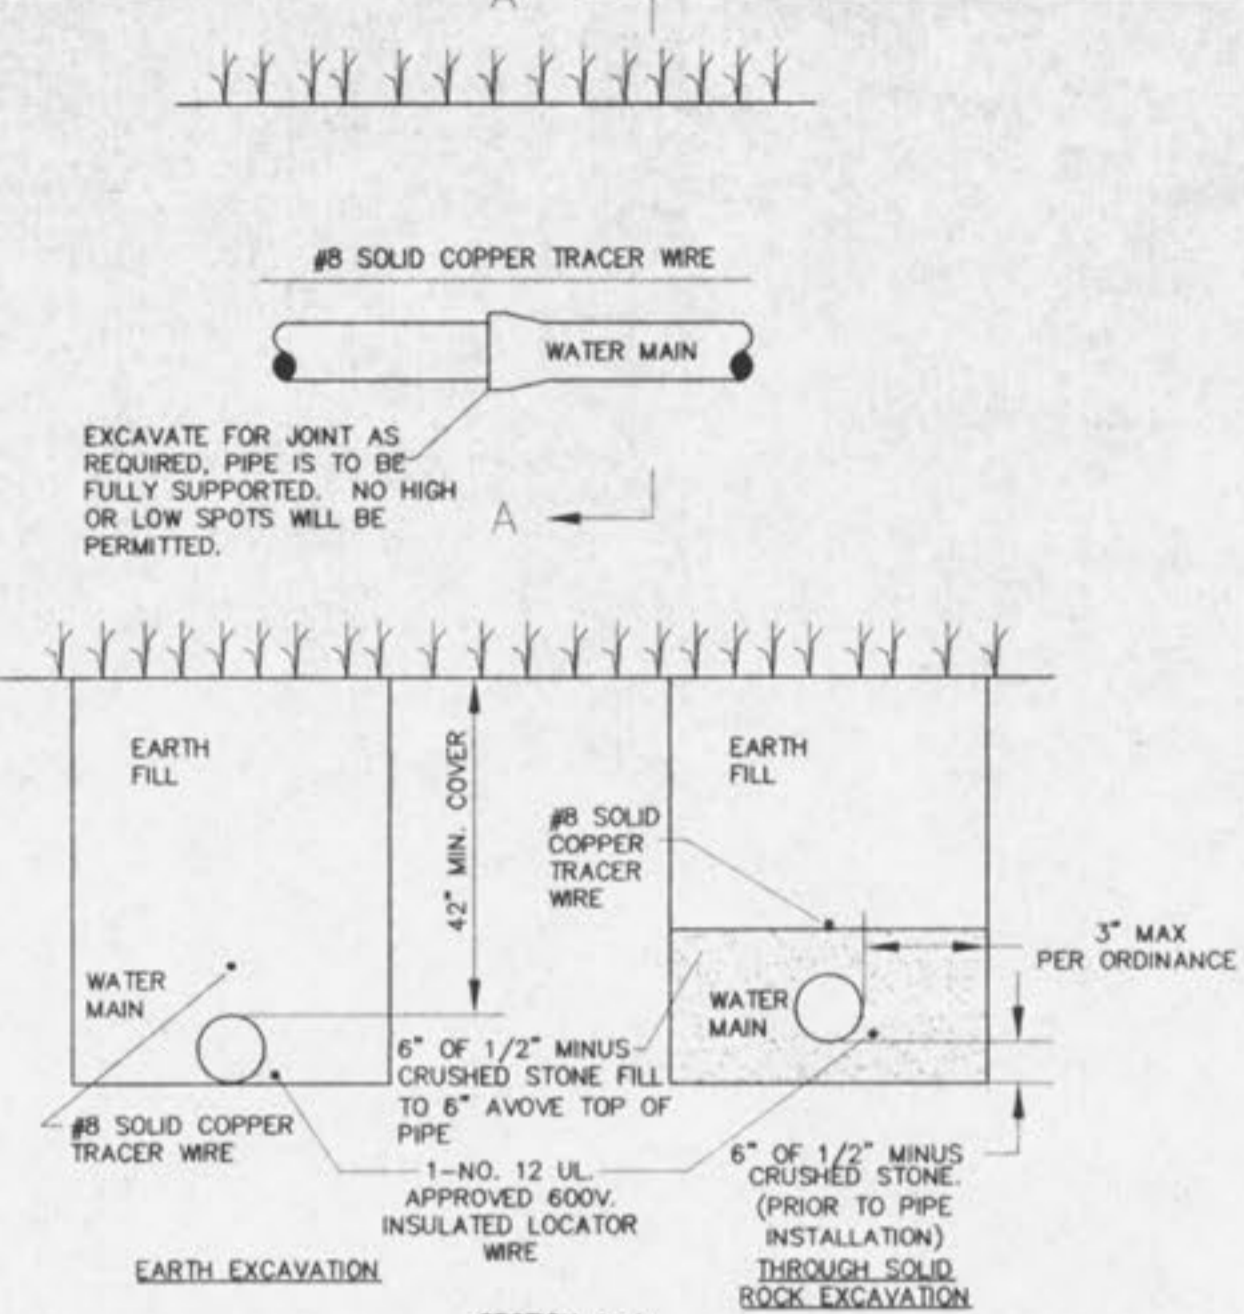 A
#8 SOLID COPPER TRACER WIRE
WATER MAIN
EXCAVATE FOR JOINT AS
REQUIRED, PIPE IS TO BE
FULLY SUPPORTED. NO HIGH
OR LOW SPOTS WILL BE
PERMITTED.
A
EARTH
FILL
42" MIN. COVER
EARTH
FILL
#8 SOLID
COPPER
TRACER
WIRE
3" MAX
PER ORDINANCE
WATER
MAIN
WATER
MAIN
6" OF 1/2" MINUS
CRUSHED STONE FILL
TO 6" AVOVE TOP OF
PIPE
#8 SOLID COPPER
TRACER WIRE
1-NO. 12 UL.
APPROVED 600V.
INSULATED LOCATOR
WIRE
6" OF 1/2" MINUS
CRUSHED STONE.
(PRIOR TO PIPE
INSTALLATION)
EARTH EXCAVATION
THROUGH SOLID
ROCK EXCAVATION